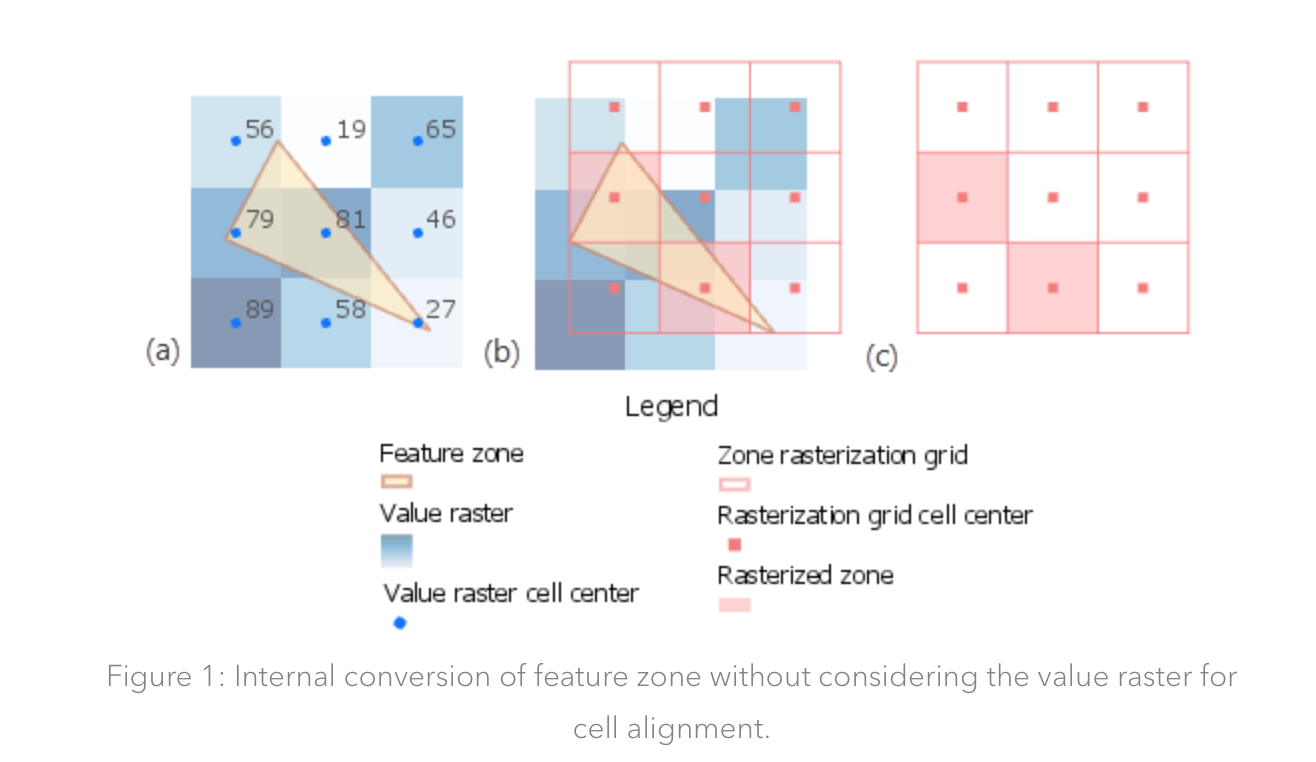 56 19 65
79 81 46
89 58 27
(a) (b) (c)
Legend
Feature zone
Value raster
Value raster cell center
Zone rasterization grid
Rasterization grid cell center
Rasterized zone
Figure 1: Internal conversion of feature zone without considering the value raster for
cell alignment.